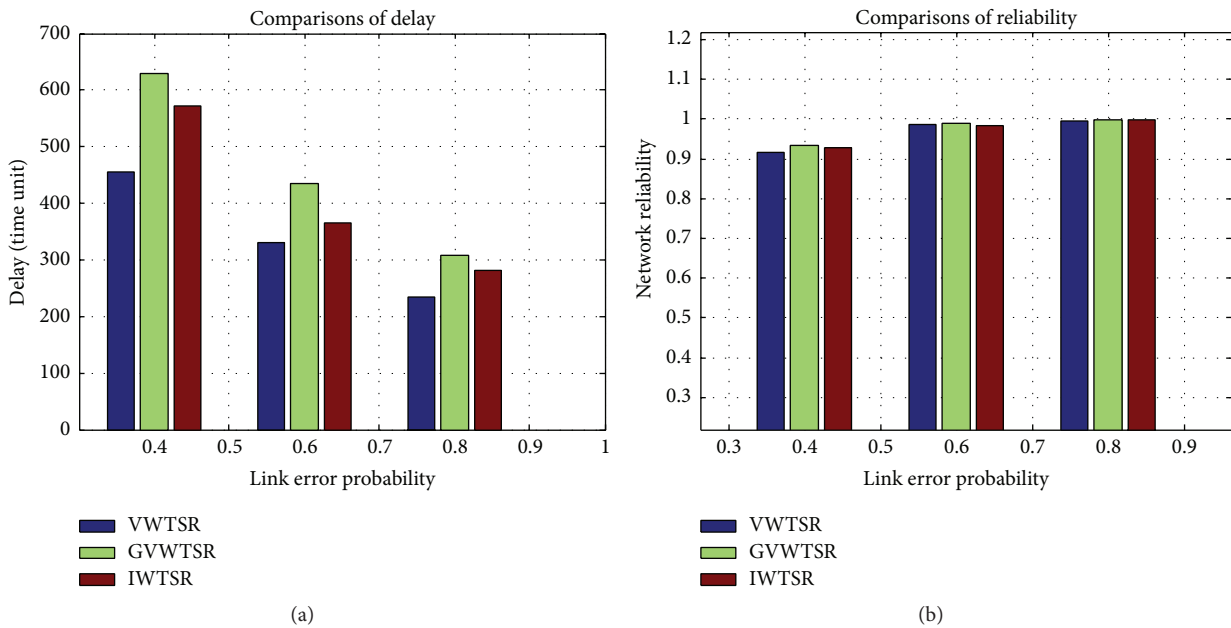 Comparisons of delay
700
600
500
400
300
200
100
0
Delay (time unit)
0.4 0.5 0.6 0.7 0.8 0.9 1
Link error probability
VWTSR
GVWTSR
IWTSR
(a)
Comparisons of reliability
1.2
1.1
1
0.9
0.8
0.7
0.6
0.5
0.4
0.3
Network reliability
0.3 0.4 0.5 0.6 0.7 0.8 0.9
Link error probability
VWTSR
GVWTSR
IWTSR
(b)